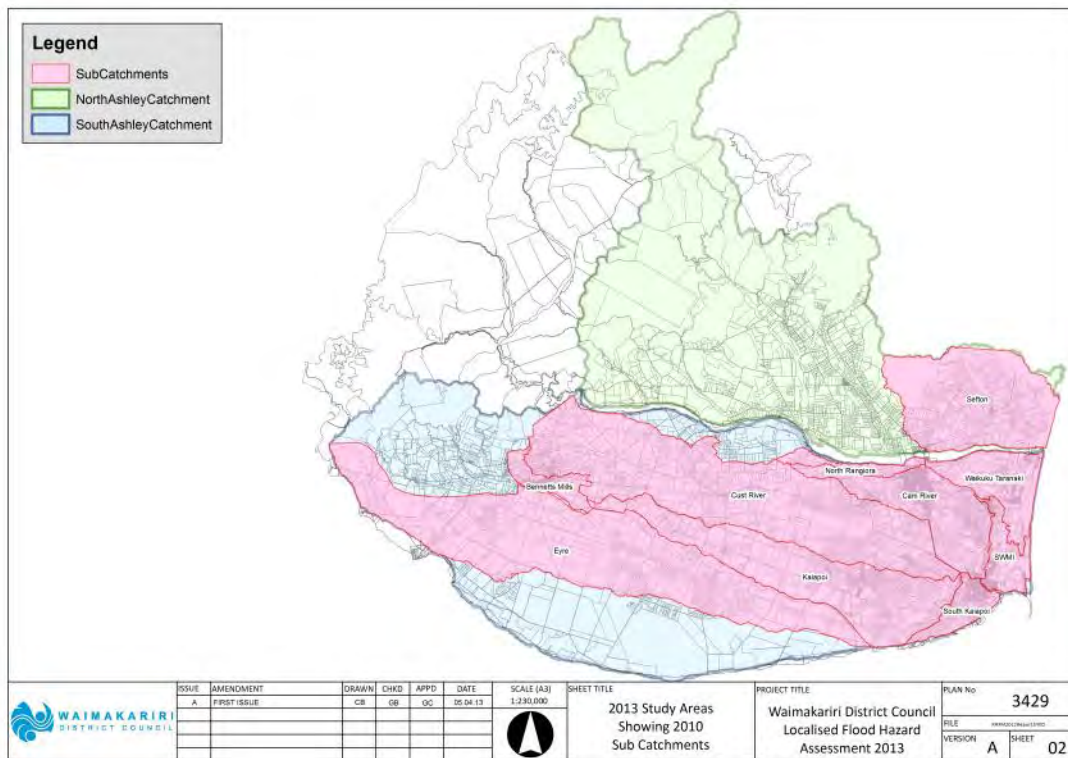 Legend
SubCatchments
NorthAshleyCatchment
SouthAshleyCatchment
Sefton
North Rangiora
Waikuku Taranaki
Bennetts Mills
Cust River
Cam River
Eyre
SWMI
Kaiapoi
South Kaiapoi
WAIMAKARIRI
DISTRICT COUNCIL
ISSUE AMENDMENT DRAWN CHKD APPD DATE
A FIRST ISSUE CB GB GC 05.04.13
SCALE (A3)
1:230,000
SHEET TITLE
2013 Study Areas
Showing 2010
Sub Catchments
PROJECT TITLE
Waimakariri District Council
Localised Flood Hazard
Assessment 2013
PLAN No
3429
FILE
VERSION A SHEET 02